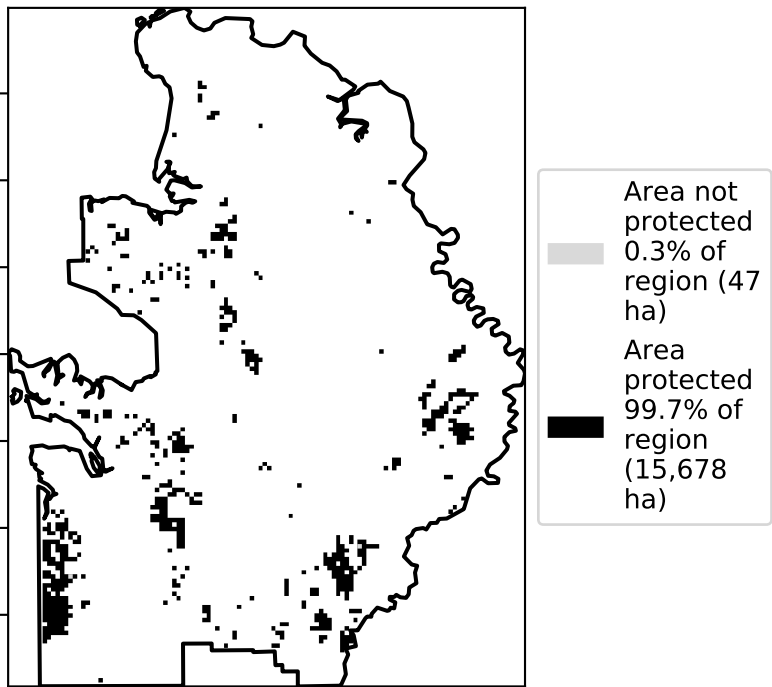 Area not
protected
0.3% of
region (47
ha)
Area
protected
99.7% of
region
(15,678
ha)